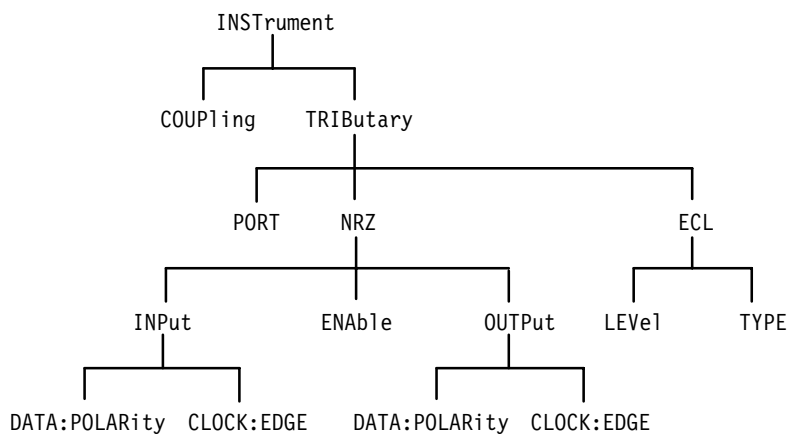 INSTrument
COUPling TRIButary
PORT NRZ ECL
INPut ENAble OUTPut LEVel TYPE
DATA:POLARity CLOCK:EDGE DATA:POLARity CLOCK:EDGE